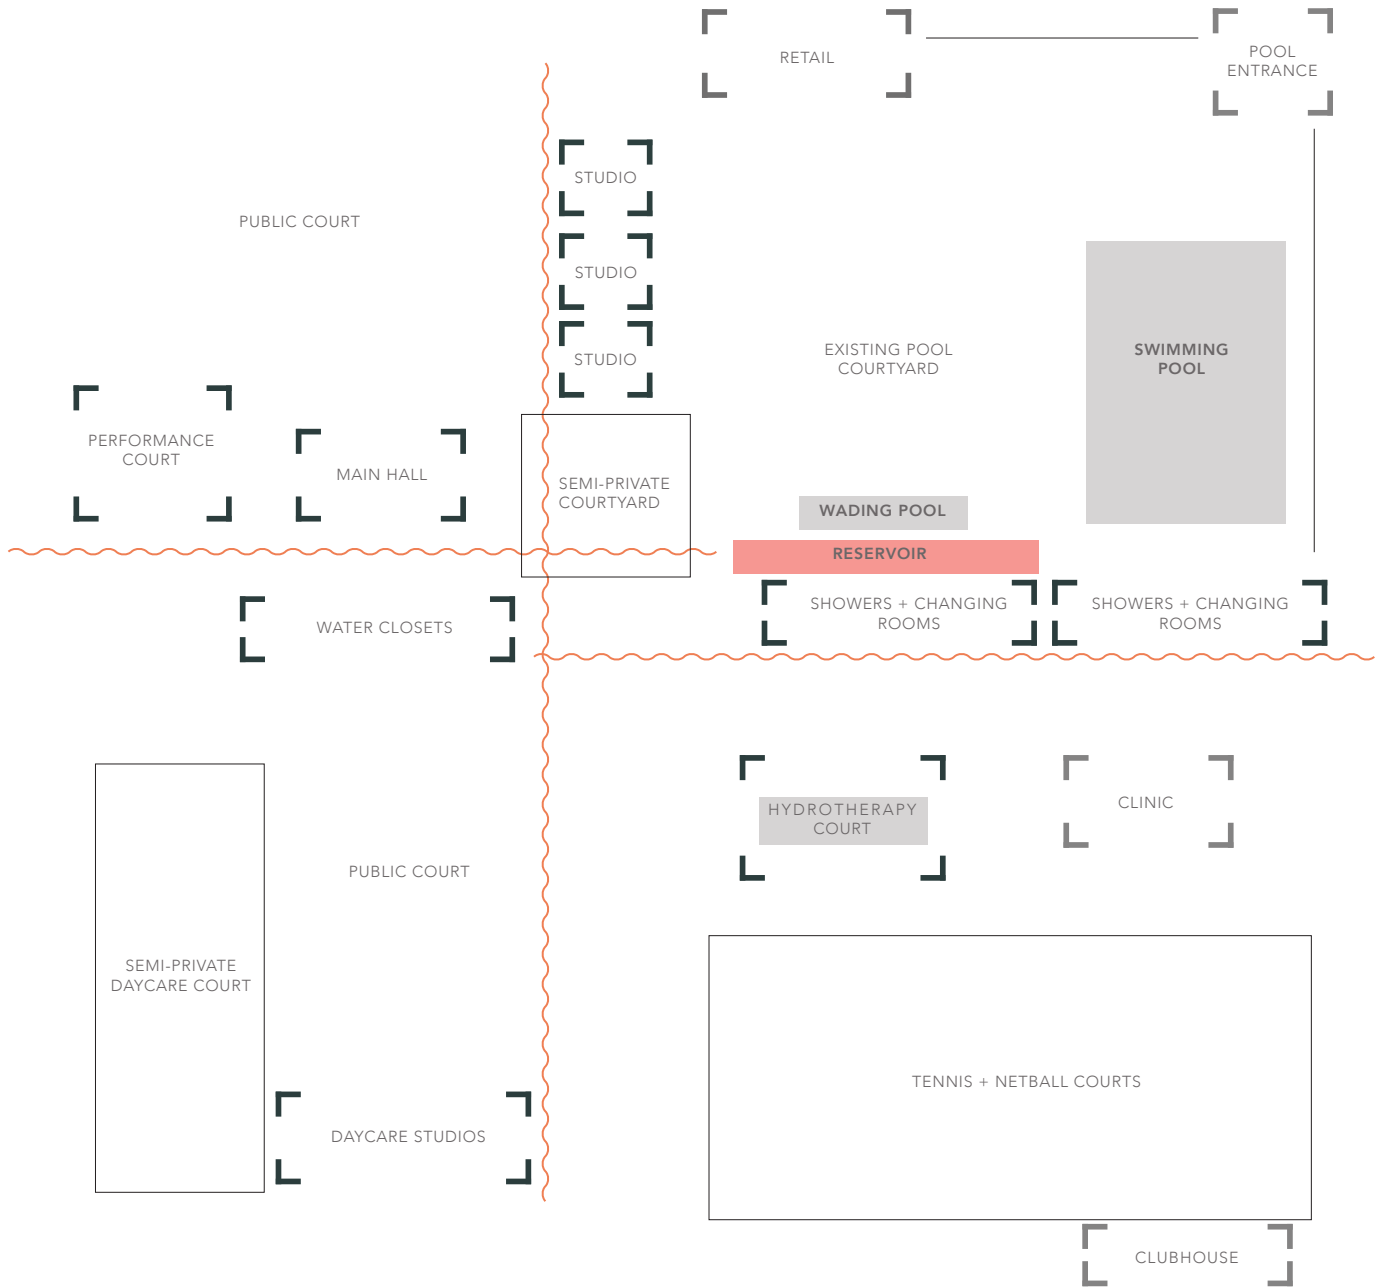 RETAIL
POOL
ENTRANCE
STUDIO
PUBLIC COURT
STUDIO
EXISTING POOL
COURTYARD
SWIMMING
POOL
STUDIO
PERFORMANCE
COURT
MAIN HALL
SEMI-PRIVATE
COURTYARD
WADING POOL
RESERVOIR
WATER CLOSETS
SHOWERS + CHANGING
ROOMS
SHOWERS + CHANGING
ROOMS
HYDROTHERAPY
COURT
CLINIC
PUBLIC COURT
SEMI-PRIVATE
DAYCARE COURT
TENNIS + NETBALL COURTS
DAYCARE STUDIOS
CLUBHOUSE